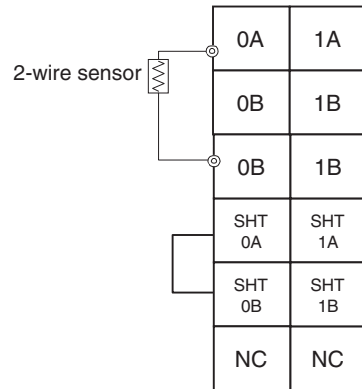 0A 1A
2-wire sensor
0B 1B
0B 1B
SHT SHT
0A 1A
SHT SHT
0B 1B
NC NC